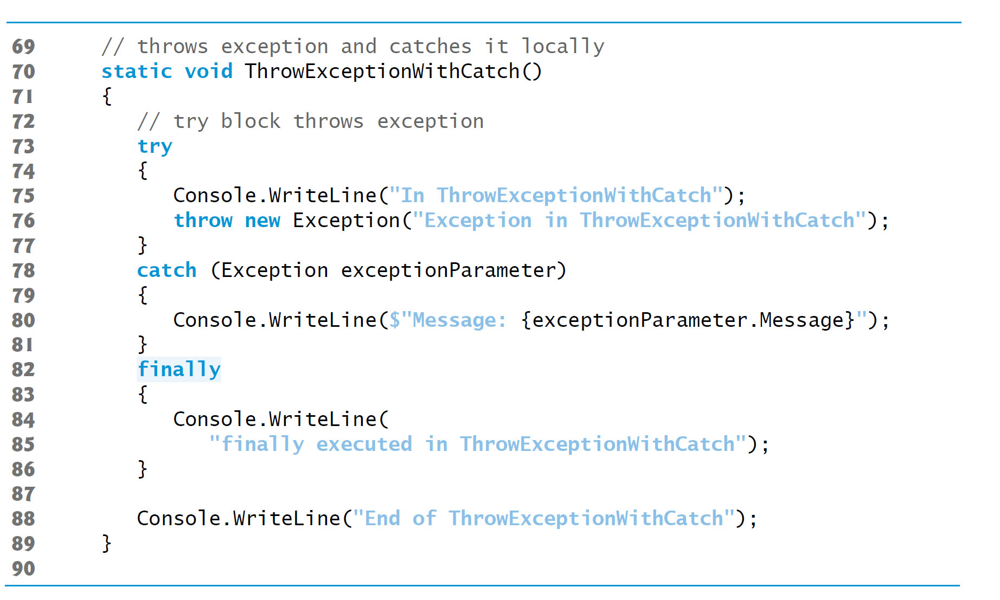 69 // throws exception and catches it locally
70 static void ThrowExceptionWithCatch()
71 {
72 // try block throws exception
73 try
74 {
75 Console.WriteLine("In ThrowExceptionWithCatch");
76 throw new Exception("Exception in ThrowExceptionWithCatch");
77 }
78 catch (Exception exceptionParameter)
79 {
80 Console.WriteLine($"Message: {exceptionParameter.Message}");
81 }
82 finally
83 {
84 Console.WriteLine(
85 "finally executed in ThrowExceptionWithCatch");
86 }
87
88 Console.WriteLine("End of ThrowExceptionWithCatch");
89 }
90